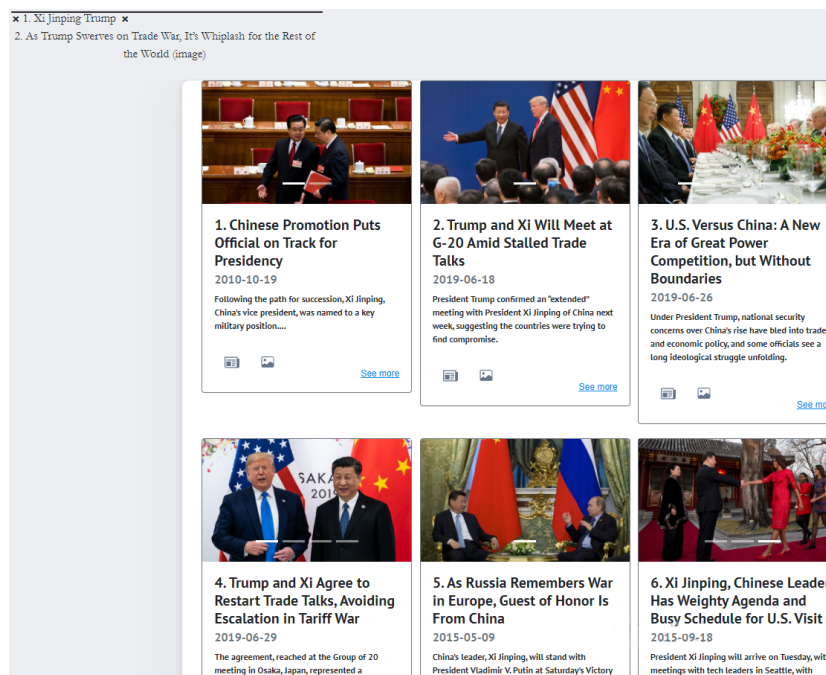 × 1. Xi Jinping Trump ×
2. As Trump Swerves on Trade War, It's Whiplash for the Rest of
the World (image)
1. Chinese Promotion Puts
Official on Track for
Presidency
2010-10-19
Following the path for succession, Xi Jinping,
China's vice president, was named to a key
military position....
See more
2. Trump and Xi Will Meet at
G-20 Amid Stalled Trade
Talks
2019-06-18
President Trump confirmed an "extended"
meeting with President Xi Jinping of China next
week, suggesting the countries were trying to
find compromise.
See more
3. U.S. Versus China: A New
Era of Great Power
Competition, but Without
Boundaries
2019-06-26
Under President Trump, national security
concerns over China's rise have bled into trade
and economic policy, and some officials see a
long ideological struggle unfolding.
See mo
SAKA
2019
4. Trump and Xi Agree to
Restart Trade Talks, Avoiding
Escalation in Tariff War
2019-06-29
The agreement, reached at the Group of 20
meeting in Osaka, Japan, represented a
5. As Russia Remembers War
in Europe, Guest of Honor Is
From China
2015-05-09
China's leader, Xi Jinping, will stand with
President Vladimir V. Putin at Saturday's Victory
6. Xi Jinping, Chinese Leader
Has Weighty Agenda and
Busy Schedule for U.S. Visit
2015-09-18
President Xi Jinping will arrive on Tuesday, wit
meetings with tech leaders in Seattle, with